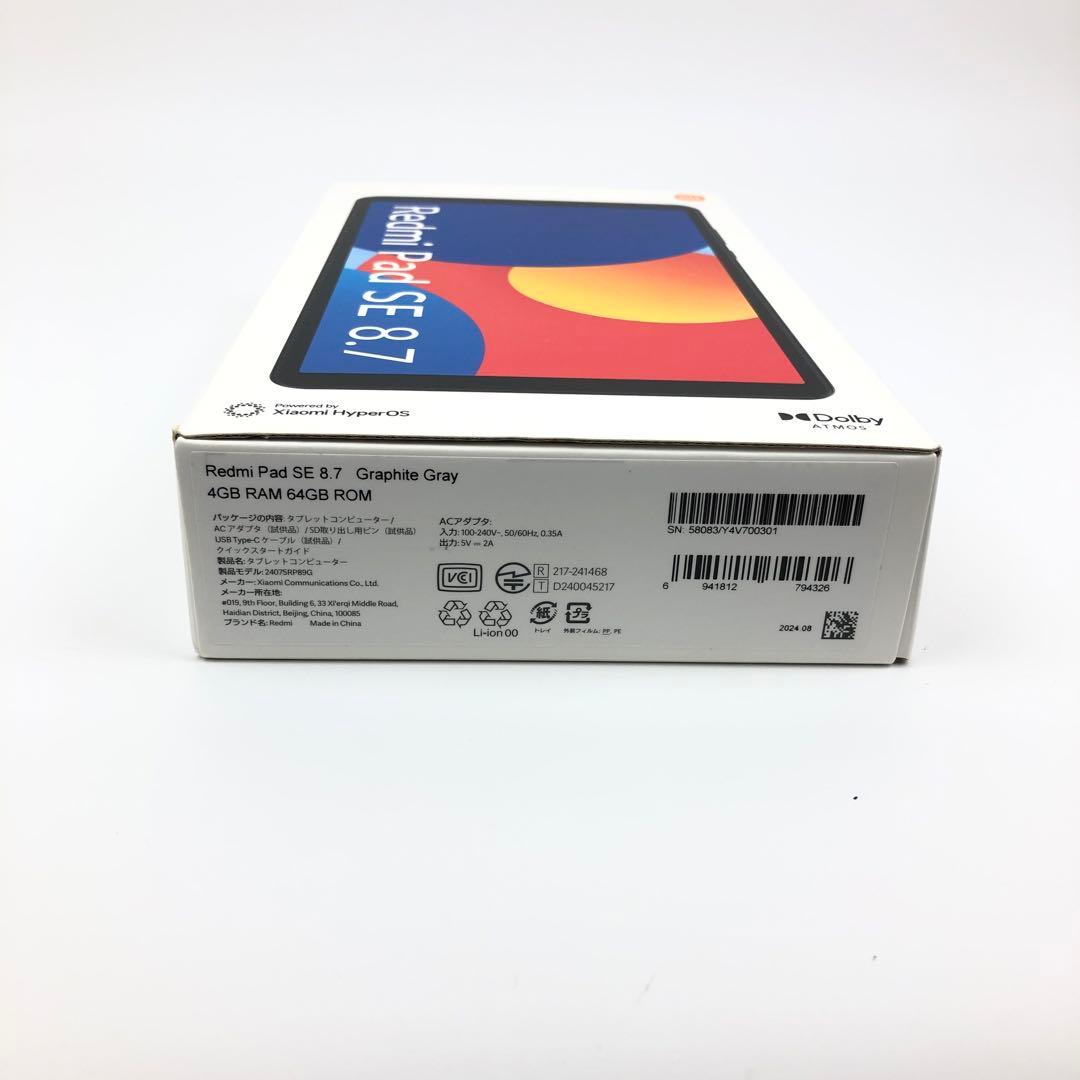 Redmi Pad SE 8.7
Powered by
Xiaomi HyperOS
Dolby
ATMOS
Redmi Pad SE 8.7 Graphite Gray
4GB RAM 64GB ROM
パッケージの内容: タブレットコンピューター /
AC アダプタ（試供品）/ SD取り出し用ピン（試供品）
USB Type-C ケーブル（試供品）/
クイックスタートガイド
製品名: タブレットコンピューター
製品モデル: 24075RP89G
メーカー: Xiaomi Communications Co., Ltd.
メーカー所在地:
#019, 9th Floor, Building 6, 33 Xi'erqi Middle Road,
Haidian District, Beijing, China, 100085
ブランド名: Redmi Made in China
ACアダプタ:
入力: 100-240V~, 50/60Hz, 0.35A
出力: 5V ⎓ 2A
VCI
R 217-241468
T D240045217
Li-ion 00
紙
トレイ
プラ
外装フィルム: PP, PE
SN: 58083/Y4V700301
6 941812 794326
2024.08